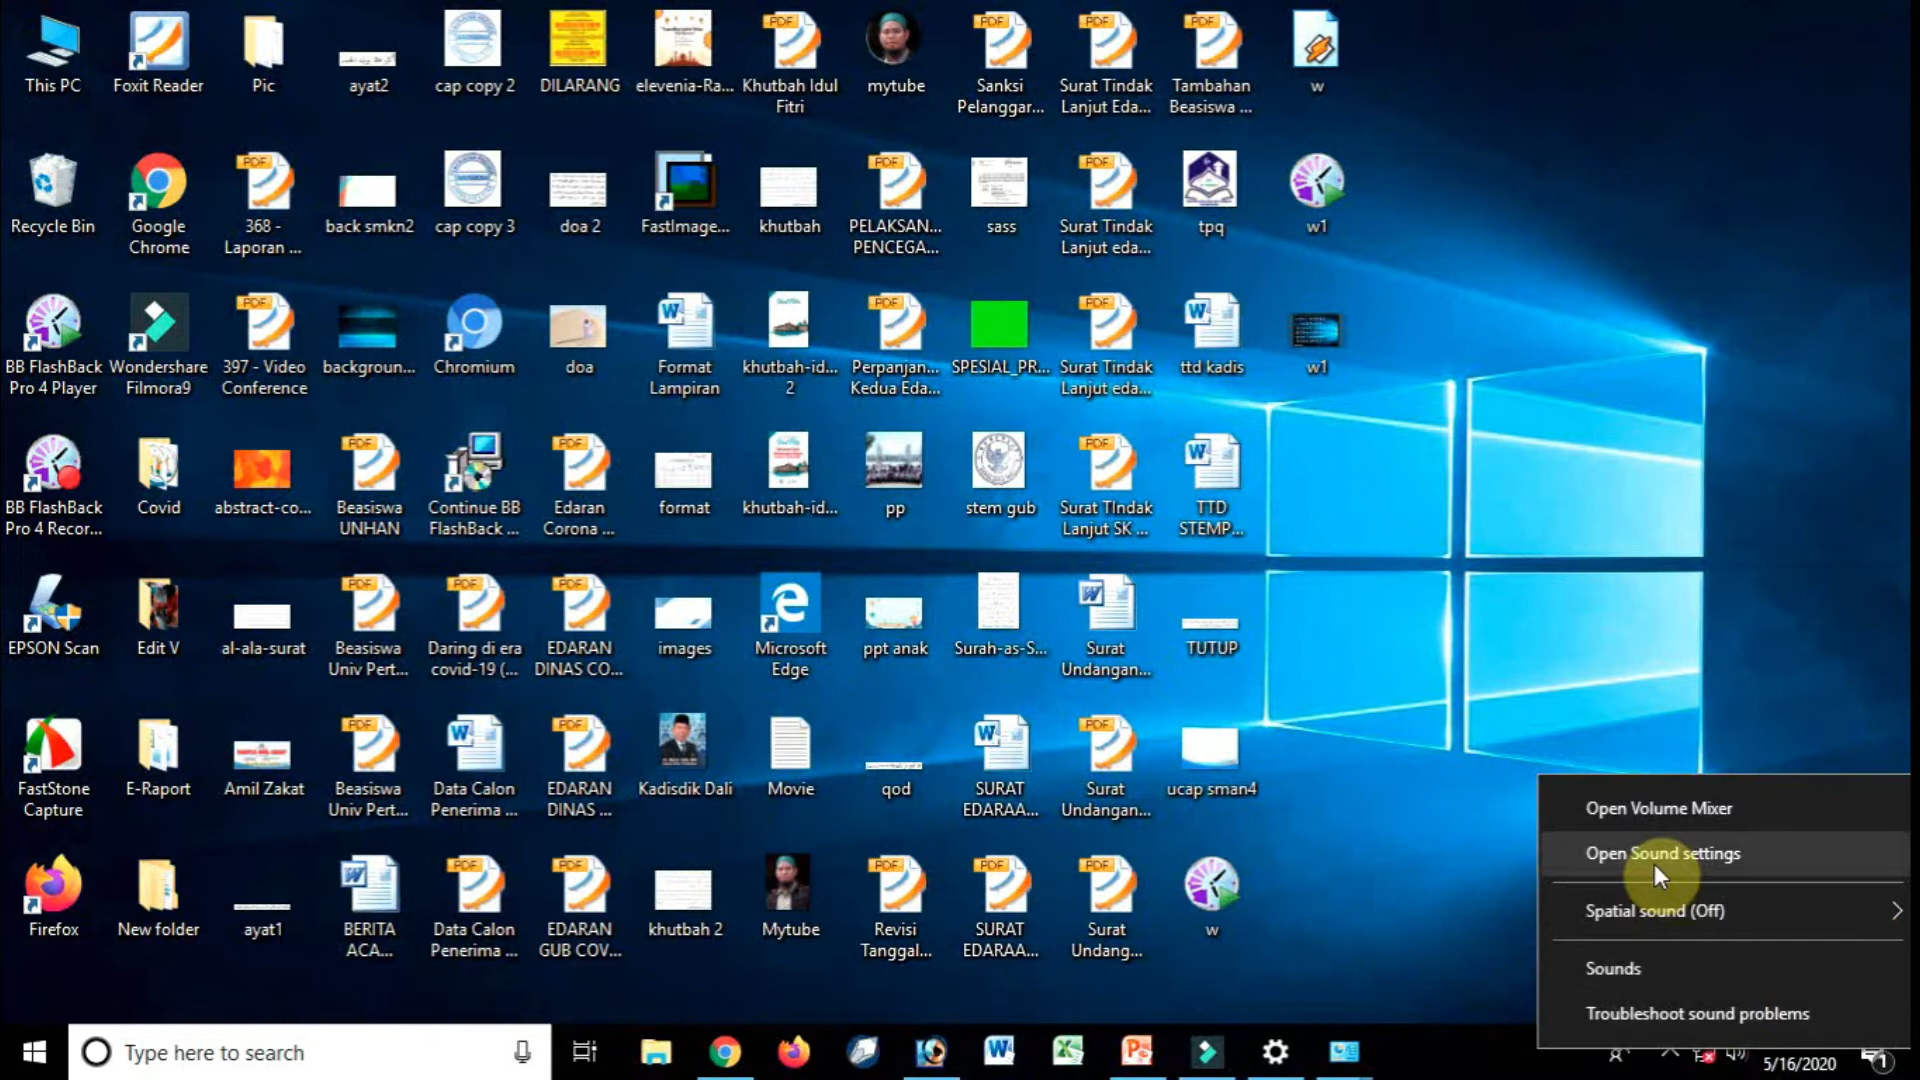 This PC
Foxit Reader
Pic
ayat2
cap copy 2
DILARANG
elevenia-Ra...
Khutbah Idul
Fitri
mytube
Sanksi
Pelanggar...
Surat Tindak
Lanjut Eda...
Tambahan
Beasiswa ...
w
Recycle Bin
Google
Chrome
368 -
Laporan ...
back smkn2
cap copy 3
doa 2
FastImage...
khutbah
PELAKSAN...
PENCEGA...
sass
Surat Tindak
Lanjut eda...
tpq
w1
BB FlashBack
Pro 4 Player
Wondershare
Filmora9
397 - Video
Conference
backgroun...
Chromium
doa
Format
Lampiran
khutbah-id...
2
Perpanjan...
Kedua Eda...
SPESIAL_PR...
Surat Tindak
Lanjut eda...
ttd kadis
w1
BB FlashBack
Pro 4 Recor...
Covid
abstract-co...
Beasiswa
UNHAN
Continue BB
FlashBack ...
Edaran
Corona ...
format
khutbah-id...
pp
stem gub
Surat TIndak
Lanjut SK ...
TTD
STEMP...
EPSON Scan
Edit V
al-ala-surat
Beasiswa
Univ Pert...
Daring di era
covid-19 (...
EDARAN
DINAS CO...
images
Microsoft
Edge
ppt anak
Surah-as-S...
Surat
Undangan...
TUTUP
FastStone
Capture
E-Raport
Amil Zakat
Beasiswa
Univ Pert...
Data Calon
Penerima ...
EDARAN
DINAS ...
Kadisdik Dali
Movie
qod
SURAT
EDARAA...
Surat
Undangan...
ucap sman4
Firefox
New folder
ayat1
BERITA
ACA...
Data Calon
Penerima ...
EDARAN
GUB COV...
khutbah 2
Mytube
Revisi
Tanggal...
SURAT
EDARAA...
Surat
Undang...
w
Open Volume Mixer
Open Sound settings
Spatial sound (Off)
Sounds
Troubleshoot sound problems
Type here to search
5/16/2020
1